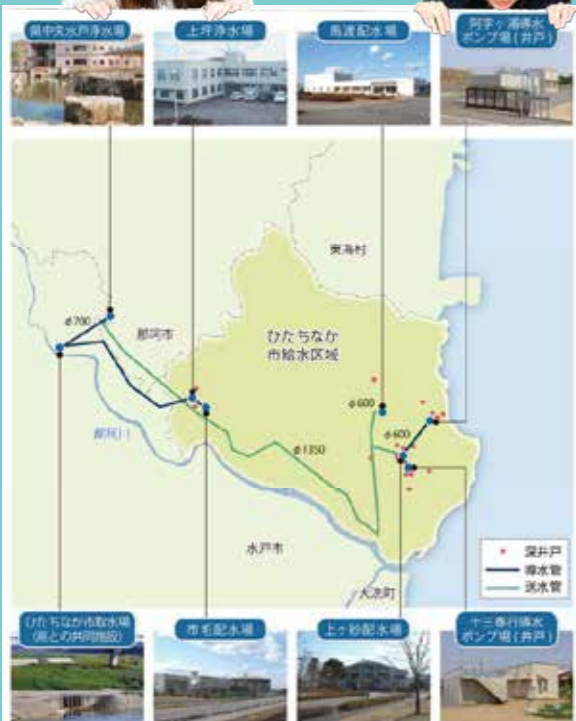 県中央水戸浄水場
上坪浄水場
馬渡配水場
阿字ヶ浦導水
ポンプ場(井戸)
東海村
那珂市
φ700
ひたちなか
市給水区域
φ600
φ600
那珂川
φ1350
水戸市
大洗町
深井戸
導水管
送水管
ひたちなか市取水場
(県との共同施設)
市毛配水場
上ヶ砂配水場
十三奉行導水
ポンプ場(井戸)